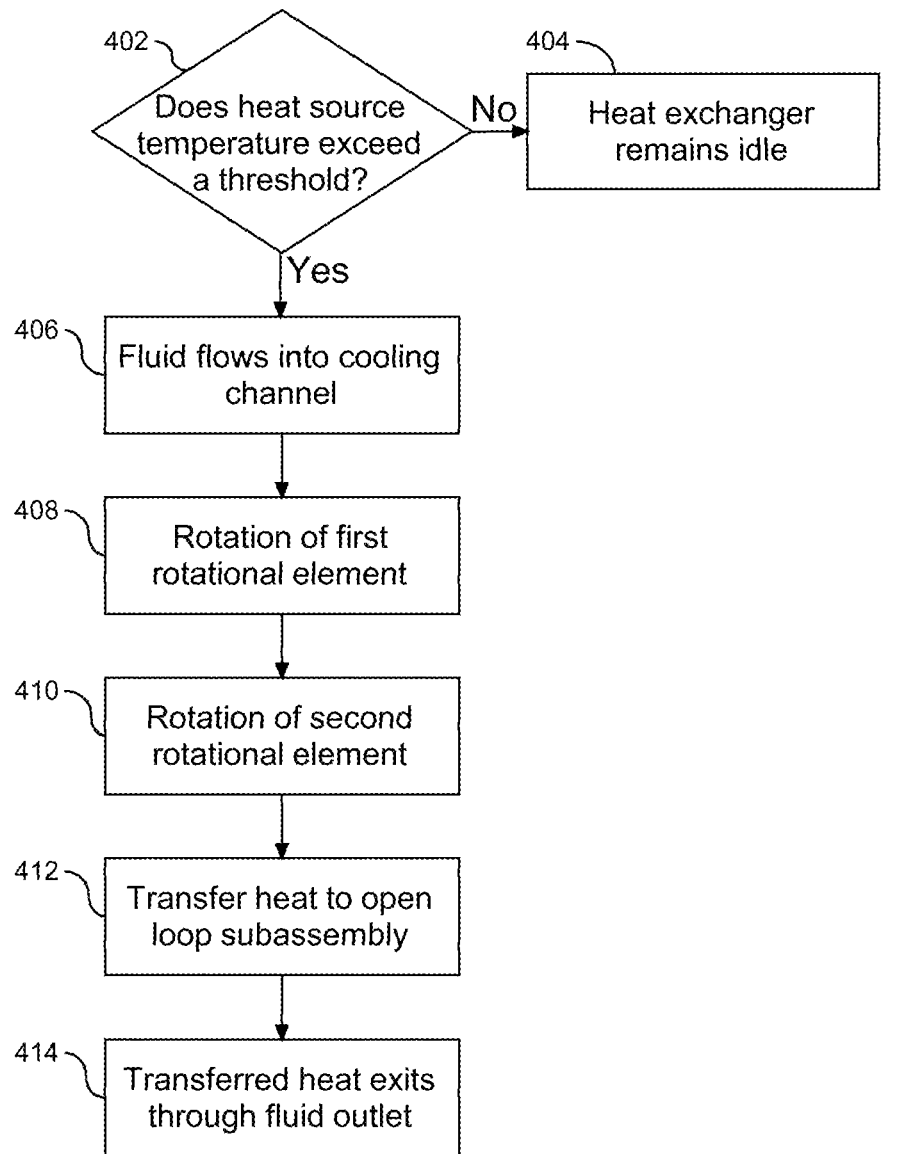 402
Does heat source
temperature exceed
a threshold?
No
404
Heat exchanger
remains idle
Yes
406
Fluid flows into cooling
channel
408
Rotation of first
rotational element
410
Rotation of second
rotational element
412
Transfer heat to open
loop subassembly
414
Transferred heat exits
through fluid outlet